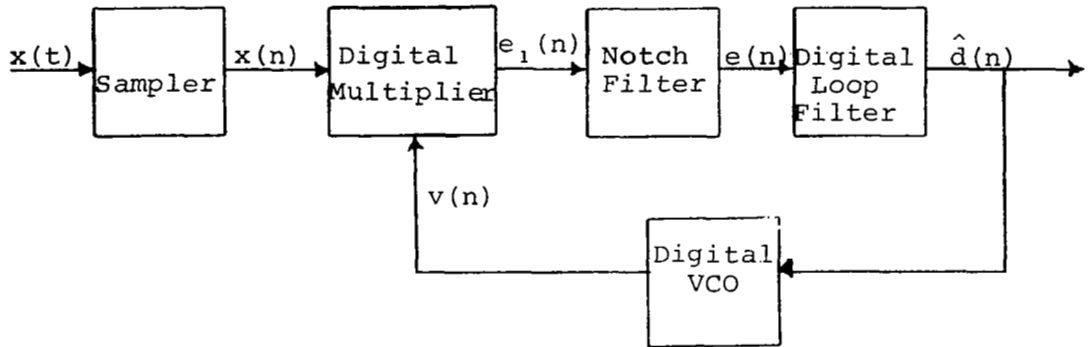 x(t)
Sampler
x(n)
Digital
Multiplier
e₁(n)
Notch
Filter
e(n)
Digital
Loop
Filter
d̂(n)
v(n)
Digital
VCO